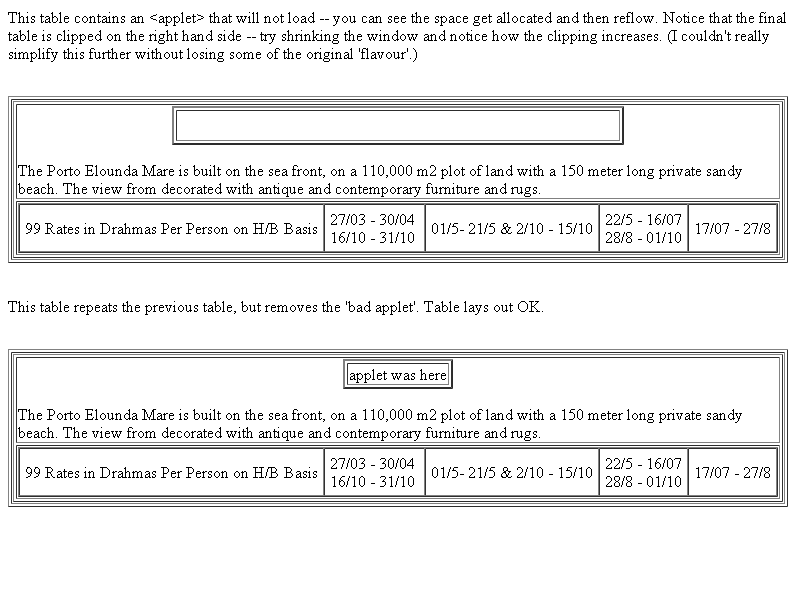 This table contains an <applet> that will not load -- you can see the space get allocated and then reflow. Notice that the final
table is clipped on the right hand side -- try shrinking the window and notice how the clipping increases. (I couldn't really
simplify this further without losing some of the original 'flavour'.)
The Porto Elounda Mare is built on the sea front, on a 110,000 m2 plot of land with a 150 meter long private sandy
beach. The view from decorated with antique and contemporary furniture and rugs.
99 Rates in Drahmas Per Person on H/B Basis
27/03 - 30/04
16/10 - 31/10
01/5- 21/5 & 2/10 - 15/10
22/5 - 16/07
28/8 - 01/10
17/07 - 27/8
This table repeats the previous table, but removes the 'bad applet'. Table lays out OK.
applet was here
The Porto Elounda Mare is built on the sea front, on a 110,000 m2 plot of land with a 150 meter long private sandy
beach. The view from decorated with antique and contemporary furniture and rugs.
99 Rates in Drahmas Per Person on H/B Basis
27/03 - 30/04
16/10 - 31/10
01/5- 21/5 & 2/10 - 15/10
22/5 - 16/07
28/8 - 01/10
17/07 - 27/8